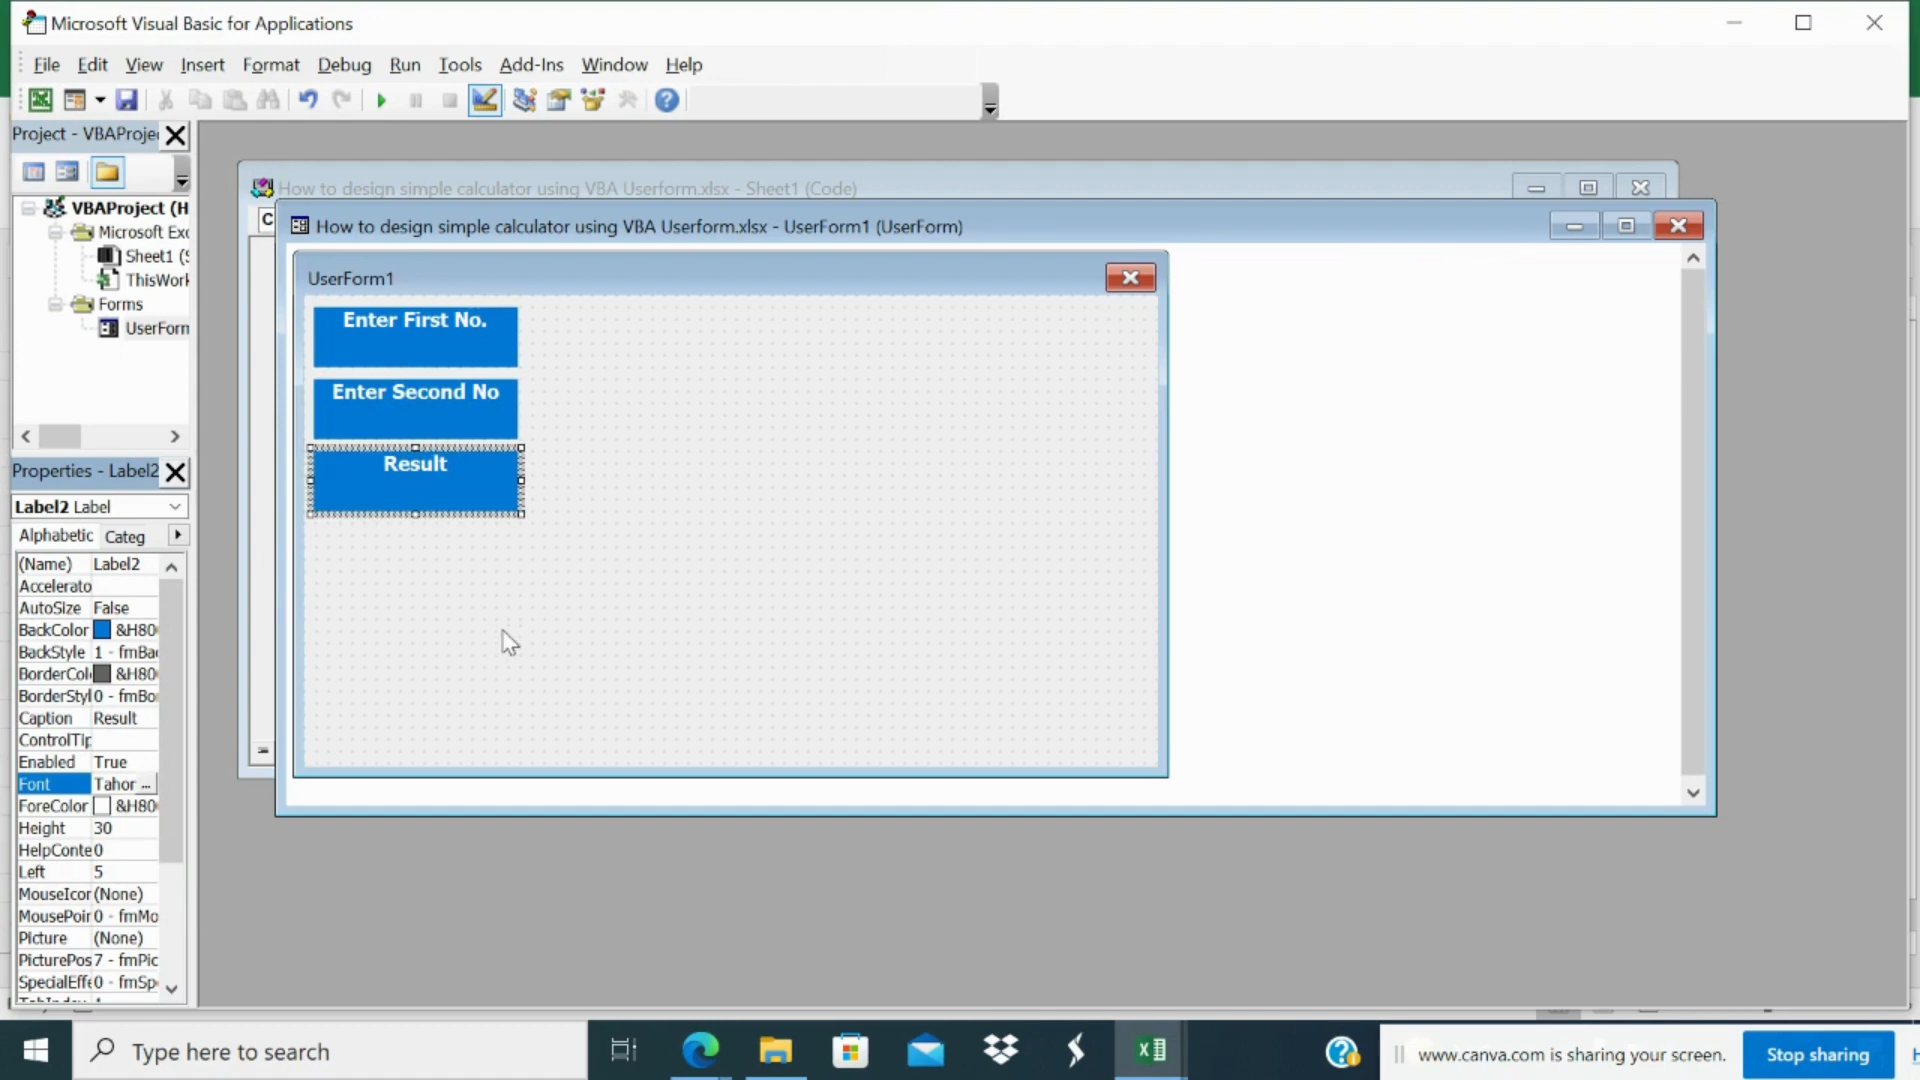 Microsoft Visual Basic for Applications
File Edit View Insert Format Debug Run Tools Add-Ins Window Help
Project - VBAProje
VBAProject (H
Microsoft Exc
Sheet1 (S
ThisWork
Forms
UserForm
How to design simple calculator using VBA Userform.xlsx - Sheet1 (Code)
How to design simple calculator using VBA Userform.xlsx - UserForm1 (UserForm)
UserForm1
Enter First No.
Enter Second No
Result
Properties - Label2
Label2 Label
Alphabetic Categ
(Name) Label2
Accelerato
AutoSize False
BackColor &H80
BackStyle 1 - fmBa
BorderCol &H80
BorderStyl 0 - fmBo
Caption Result
ControlTip
Enabled True
Font Tahor ...
ForeColor &H80
Height 30
HelpConte 0
Left 5
MouseIcon (None)
MousePoin 0 - fmMo
Picture (None)
PicturePos 7 - fmPic
SpecialEffe 0 - fmSp
Type here to search
www.canva.com is sharing your screen.
Stop sharing